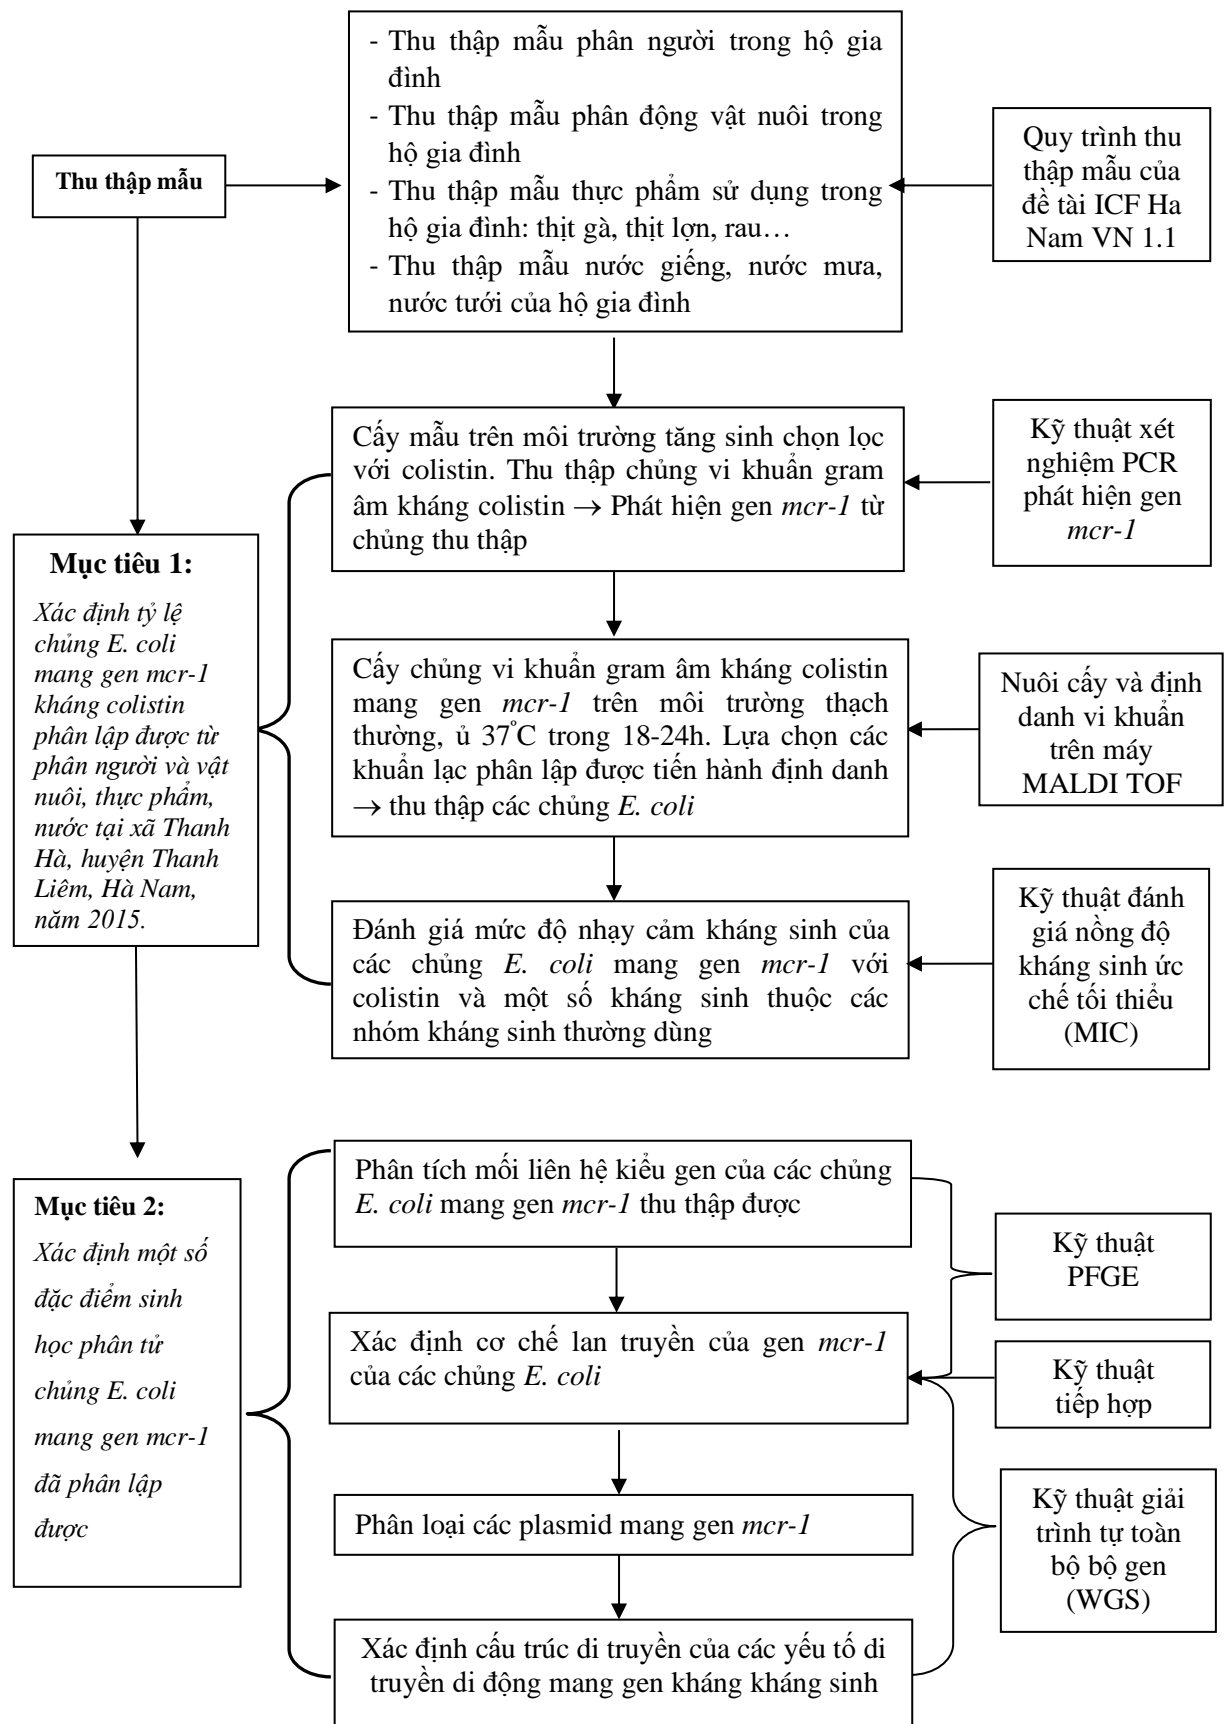 - Thu thập mẫu phân người trong hộ gia
đình
- Thu thập mẫu phân động vật nuôi trong
hộ gia đình
- Thu thập mẫu thực phẩm sử dụng trong
hộ gia đình: thịt gà, thịt lợn, rau…
- Thu thập mẫu nước giếng, nước mưa,
nước tưới của hộ gia đình
Thu thập mẫu
Quy trình thu
thập mẫu của
đề tài ICF Ha
Nam VN 1.1
Cấy mẫu trên môi trường tăng sinh chọn lọc
với colistin. Thu thập chủng vi khuẩn gram
âm kháng colistin → Phát hiện gen mcr-1 từ
chủng thu thập
Kỹ thuật xét
nghiệm PCR
phát hiện gen
mcr-1
Mục tiêu 1:
Xác định tỷ lệ
chủng E. coli
mang gen mcr-1
kháng colistin
phân lập được từ
phân người và vật
nuôi, thực phẩm,
nước tại xã Thanh
Hà, huyện Thanh
Liêm, Hà Nam,
năm 2015.
Cấy chủng vi khuẩn gram âm kháng colistin
mang gen mcr-1 trên môi trường thạch
thường, ủ 37°C trong 18-24h. Lựa chọn các
khuẩn lạc phân lập được tiến hành định danh
→ thu thập các chủng E. coli
Nuôi cấy và định
danh vi khuẩn
trên máy
MALDI TOF
Đánh giá mức độ nhạy cảm kháng sinh của
các chủng E. coli mang gen mcr-1 với
colistin và một số kháng sinh thuộc các
nhóm kháng sinh thường dùng
Kỹ thuật đánh
giá nồng độ
kháng sinh ức
chế tối thiểu
(MIC)
Mục tiêu 2:
Xác định một số
đặc điểm sinh
học phân tử
chủng E. coli
mang gen mcr-1
đã phân lập
được
Phân tích mối liên hệ kiểu gen của các chủng
E. coli mang gen mcr-1 thu thập được
Kỹ thuật
PFGE
Xác định cơ chế lan truyền của gen mcr-1
của các chủng E. coli
Kỹ thuật
tiếp hợp
Phân loại các plasmid mang gen mcr-1
Kỹ thuật giải
trình tự toàn
bộ bộ gen
(WGS)
Xác định cấu trúc di truyền của các yếu tố di
truyền di động mang gen kháng kháng sinh